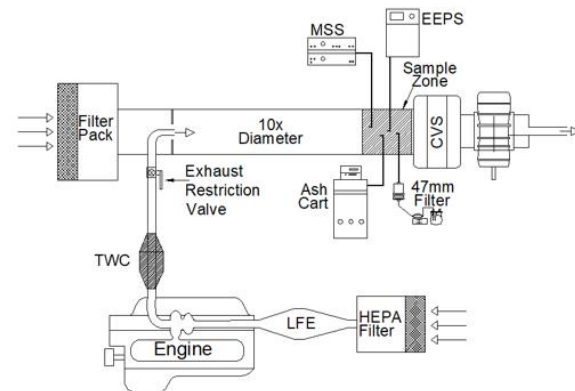 EEPS
MSS
Sample
Zone
Filter
Pack
10x
Diameter
CVS
Exhaust
Restriction
Valve
Ash
Cart
47mm
Filter
TWC
LFE
HEPA
Filter
Engine